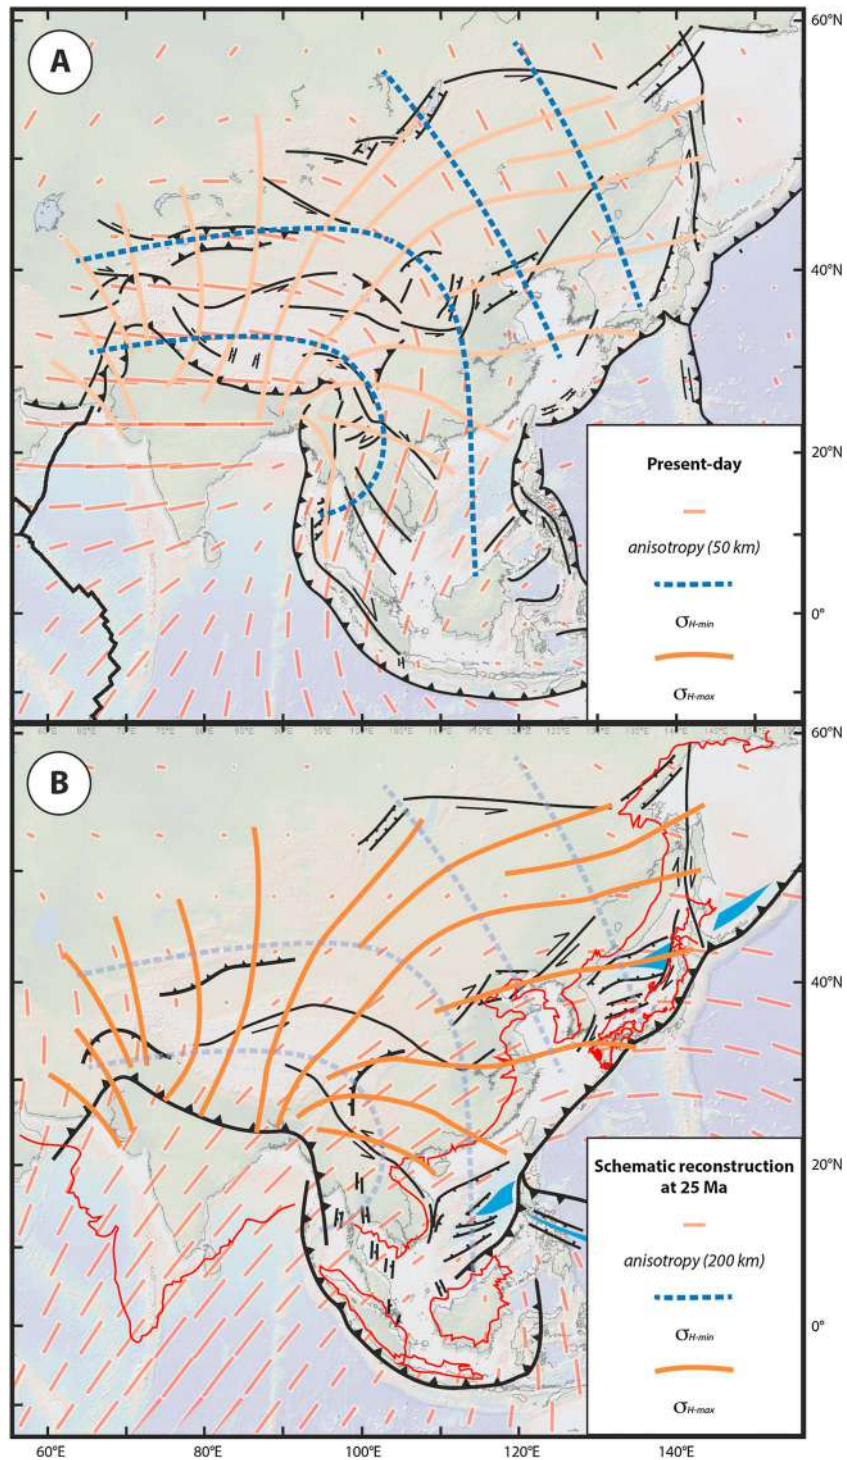 A
60°N
40°N
20°N
0°
Present-day
anisotropy (50 km)
σH-min
σH-max
B
60°N
40°N
20°N
0°
Schematic reconstruction
at 25 Ma
anisotropy (200 km)
σH-min
σH-max
60°E 80°E 100°E 120°E 140°E